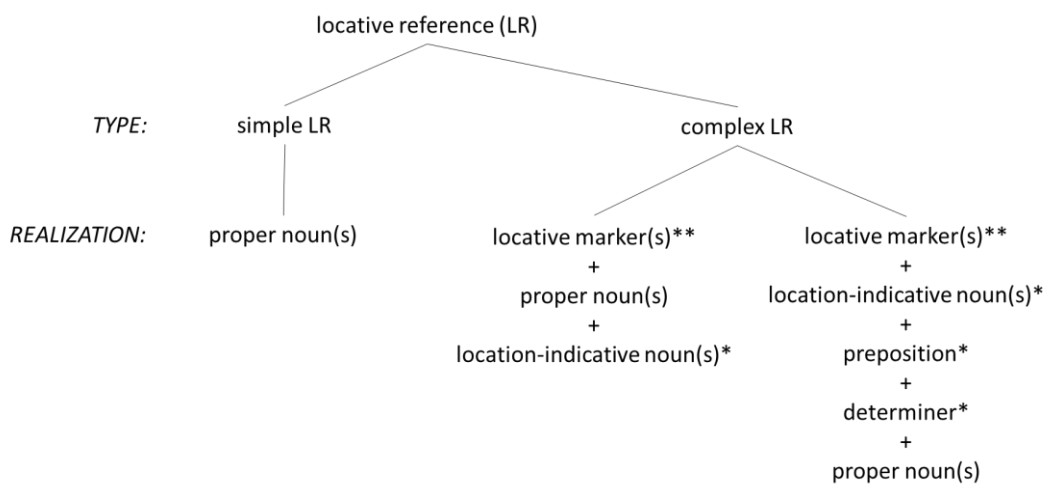 locative reference (LR)
TYPE: simple LR complex LR
REALIZATION: proper noun(s) locative marker(s)** locative marker(s)**
+ +
proper noun(s) location-indicative noun(s)*
+ +
location-indicative noun(s)* preposition*
+
determiner*
+
proper noun(s)